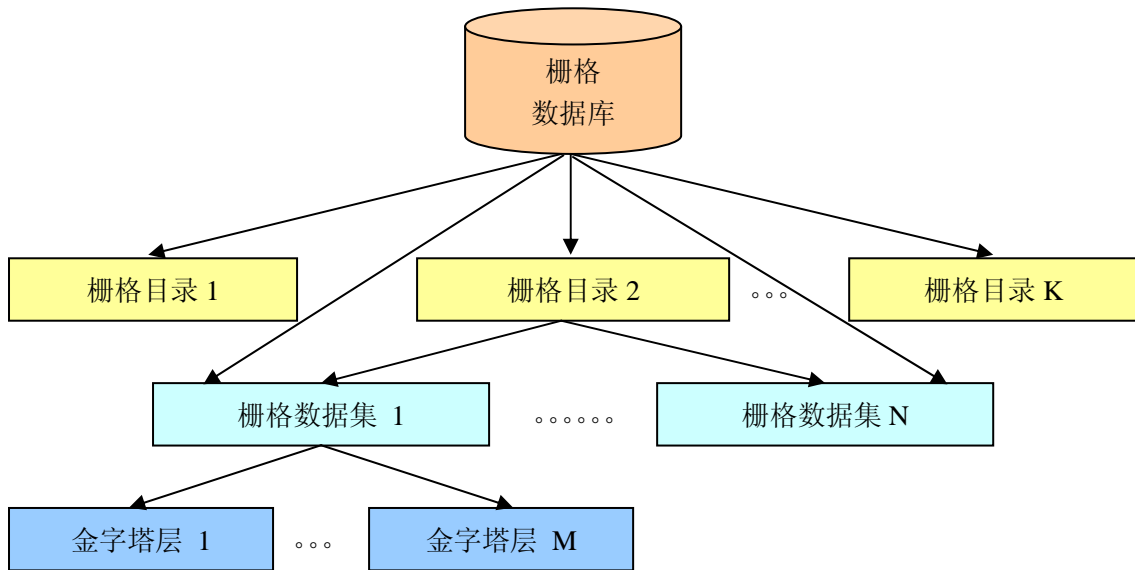 栅格
数据库
栅格目录 1
栅格目录 2
。。。
栅格目录 K
栅格数据集 1
。。。。。。
栅格数据集 N
金字塔层 1
。。。
金字塔层 M